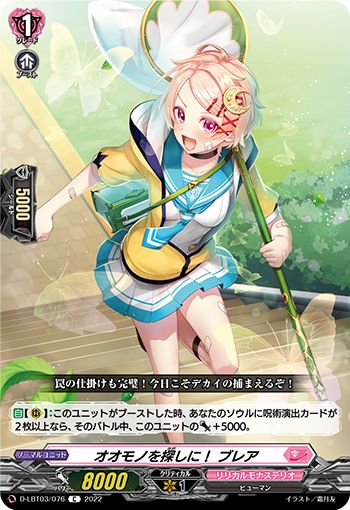 1
グレード
ブースト
5000
シールド
罠の仕掛けも完璧!今日こそデカイの捕まえるぞ!
【】:このユニットがブーストした時、あなたのソウルに呪術演出カードが
2枚以上なら、そのバトル中、このユニットの+5000。
ノーマルユニット
オオモノを探しに! ブレア
パワー
8000
クリティカル
1
リリカルモナステリオ
ヒューマン
D-LBT03/076 C 2022
イラスト/霜月友